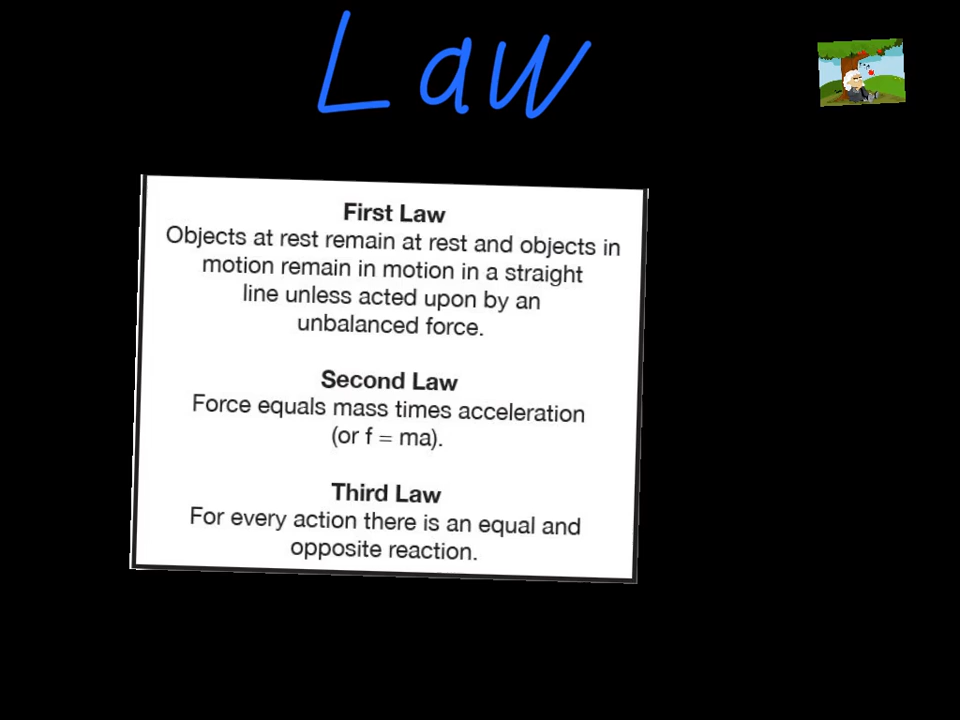 Law
First Law
Objects at rest remain at rest and objects in
motion remain in motion in a straight
line unless acted upon by an
unbalanced force.
Second Law
Force equals mass times acceleration
(or f = ma).
Third Law
For every action there is an equal and
opposite reaction.